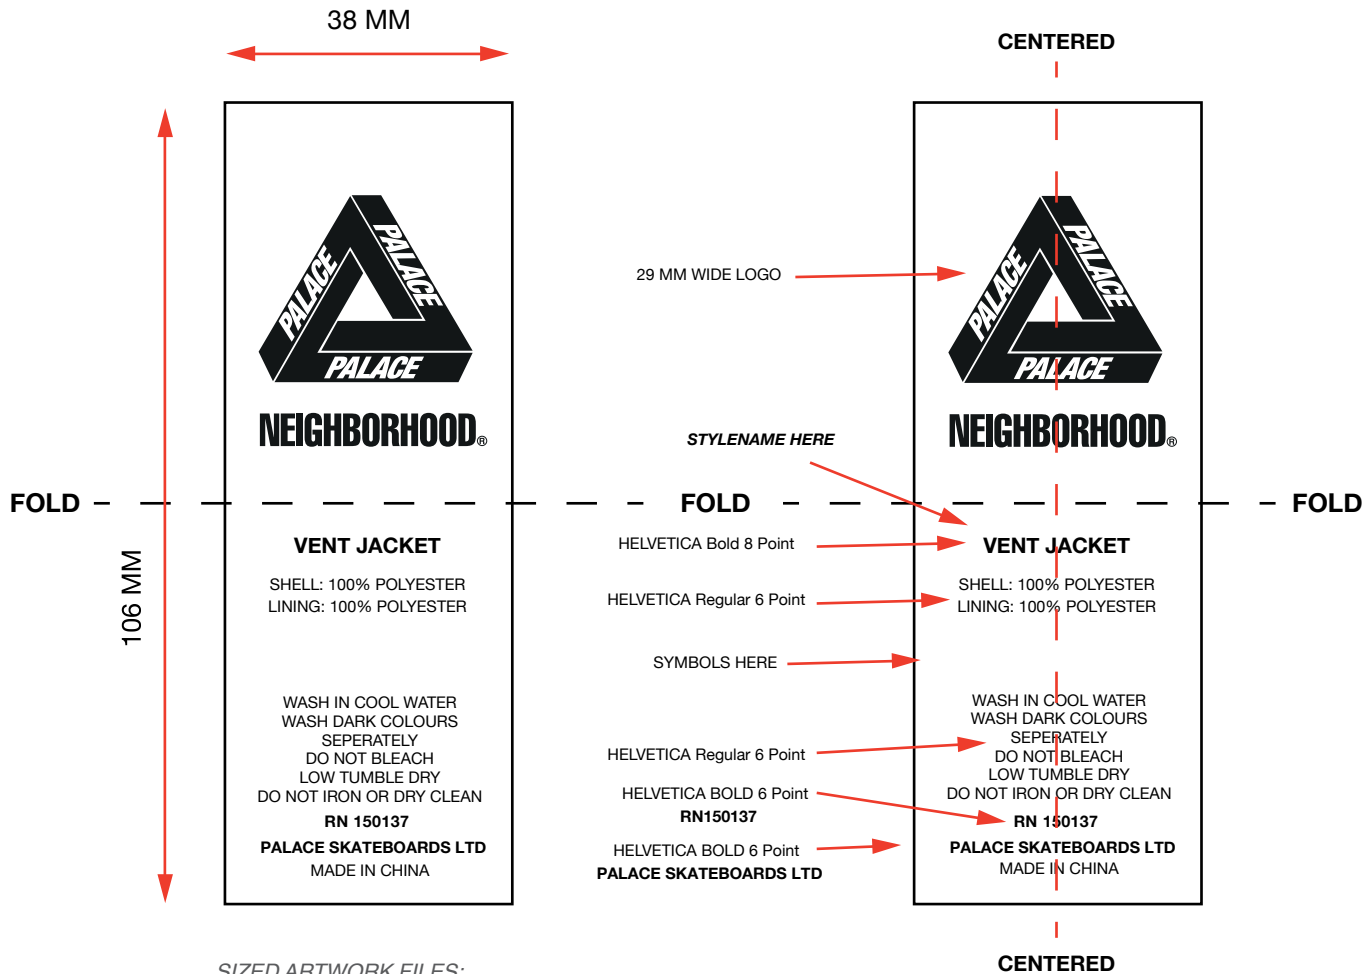 38 MM
CENTERED
106 MM
PALACE
PALACE
PALACE
NEIGHBORHOOD®
29 MM WIDE LOGO
PALACE
PALACE
PALACE
NEIGHBORHOOD®
STYLENAME HERE
FOLD
FOLD
FOLD
VENT JACKET
SHELL: 100% POLYESTER
LINING: 100% POLYESTER
WASH IN COOL WATER
WASH DARK COLOURS
SEPERATELY
DO NOT BLEACH
LOW TUMBLE DRY
DO NOT IRON OR DRY CLEAN
RN 150137
PALACE SKATEBOARDS LTD
MADE IN CHINA
HELVETICA Bold 8 Point
HELVETICA Regular 6 Point
SYMBOLS HERE
HELVETICA Regular 6 Point
HELVETICA BOLD 6 Point
RN150137
HELVETICA BOLD 6 Point
PALACE SKATEBOARDS LTD
VENT JACKET
SHELL: 100% POLYESTER
LINING: 100% POLYESTER
WASH IN COOL WATER
WASH DARK COLOURS
SEPERATELY
DO NOT BLEACH
LOW TUMBLE DRY
DO NOT IRON OR DRY CLEAN
RN 150137
PALACE SKATEBOARDS LTD
MADE IN CHINA
SIZED ARTWORK FILES:
CENTERED